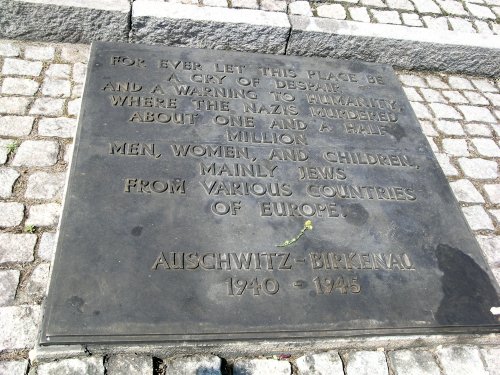 FOR EVER LET THIS PLACE BE
A CRY OF DESPAIR
AND A WARNING TO HUMANITY,
WHERE THE NAZIS MURDERED
ABOUT ONE AND A HALF
MILLION
MEN, WOMEN, AND CHILDREN,
MAINLY JEWS
FROM VARIOUS COUNTRIES
OF EUROPE.
AUSCHWITZ - BIRKENAU
1940 - 1945